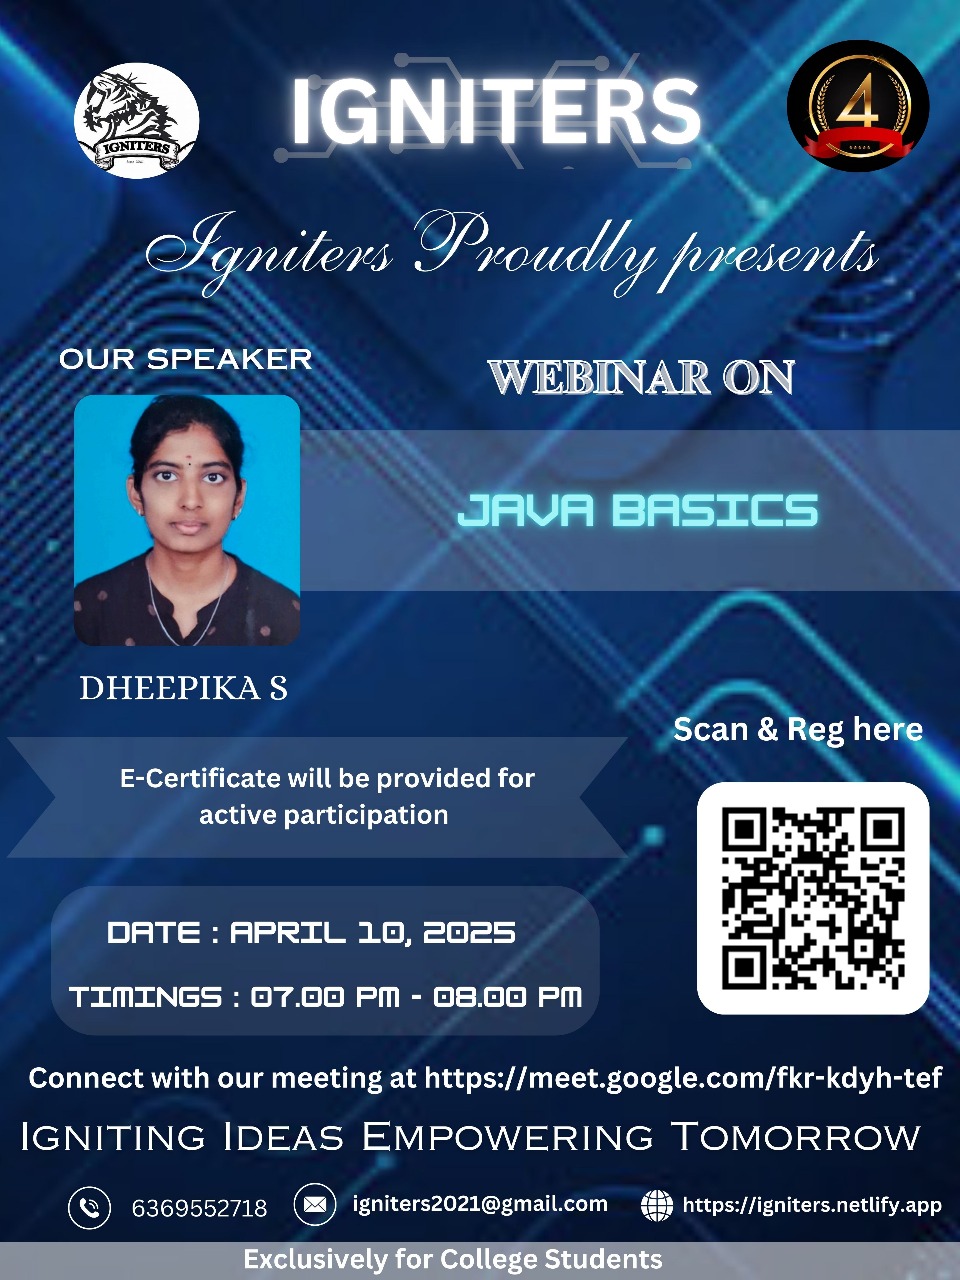 IGNITERS
IGNITERS
4
Igniters Proudly presents
OUR SPEAKER
WEBINAR ON
JAVA BASICS
DHEEPIKA S
Scan & Reg here
E-Certificate will be provided for
active participation
DATE : APRIL 10, 2025
TIMINGS : 07.00 PM - 08.00 PM
Connect with our meeting at https://meet.google.com/fkr-kdyh-tef
IGNITING IDEAS EMPOWERING TOMORROW
6369552718
igniters2021@gmail.com
https://igniters.netlify.app
Exclusively for College Students